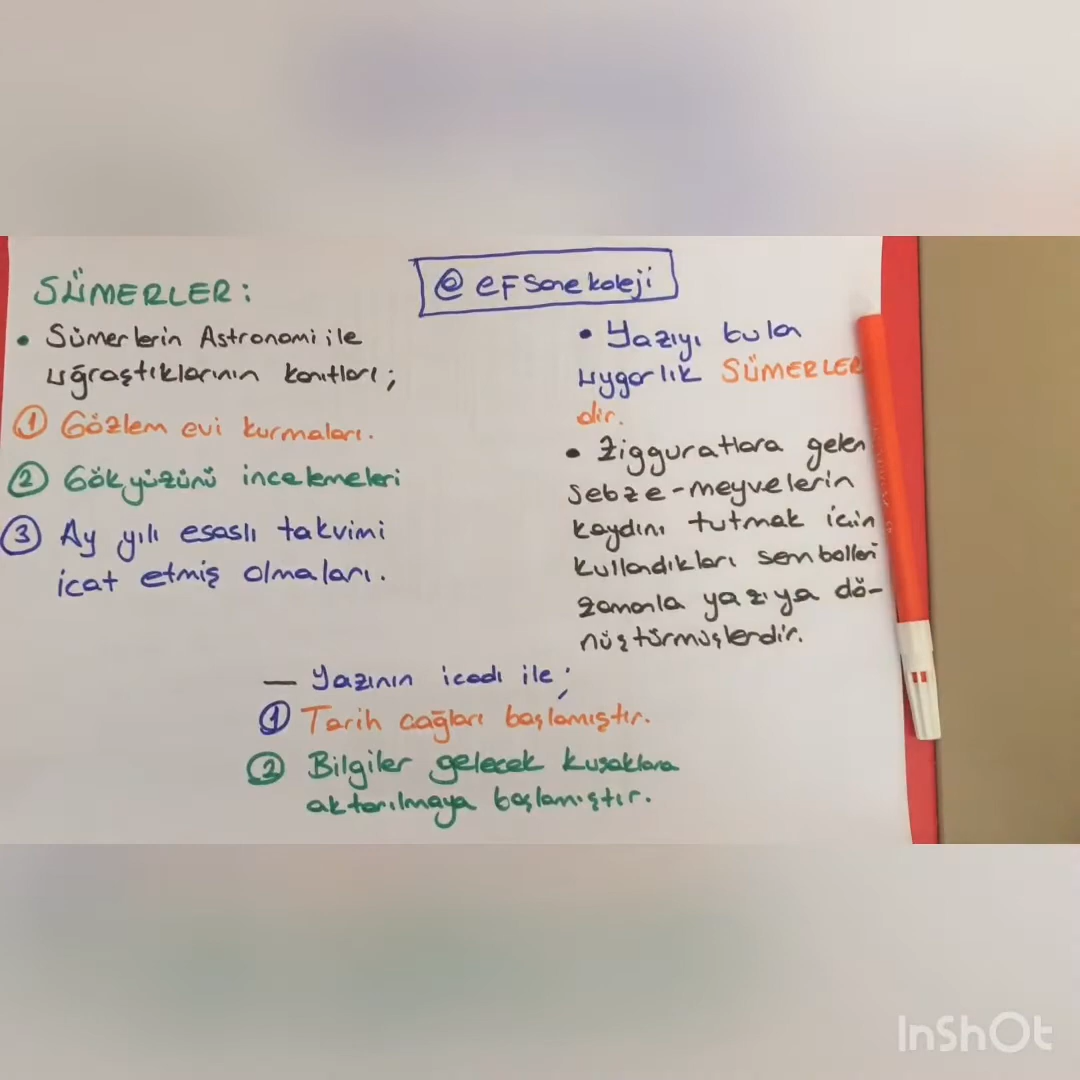 SÜMERLER:
@efsanekoleji
• Sümerlerin Astronomi ile
uğraştıklarının kanıtları;
① Gözlem evi kurmaları.
② Gökyüzünü incelemeleri
③ Ay yılı esaslı takvimi
icat etmiş olmaları.
• Yazıyı bulan
uygarlık SÜMERLER
dir.
• Zigguratlara gelen
sebze-meyvelerin
kaydını tutmak için
kullandıkları sembolleri
zamanla yazıya dö-
nüştürmüşlerdir.
— Yazının icadı ile;
① Tarih çağları başlamıştır.
② Bilgiler gelecek kuşaklara
aktarılmaya başlamıştır.
InShOt